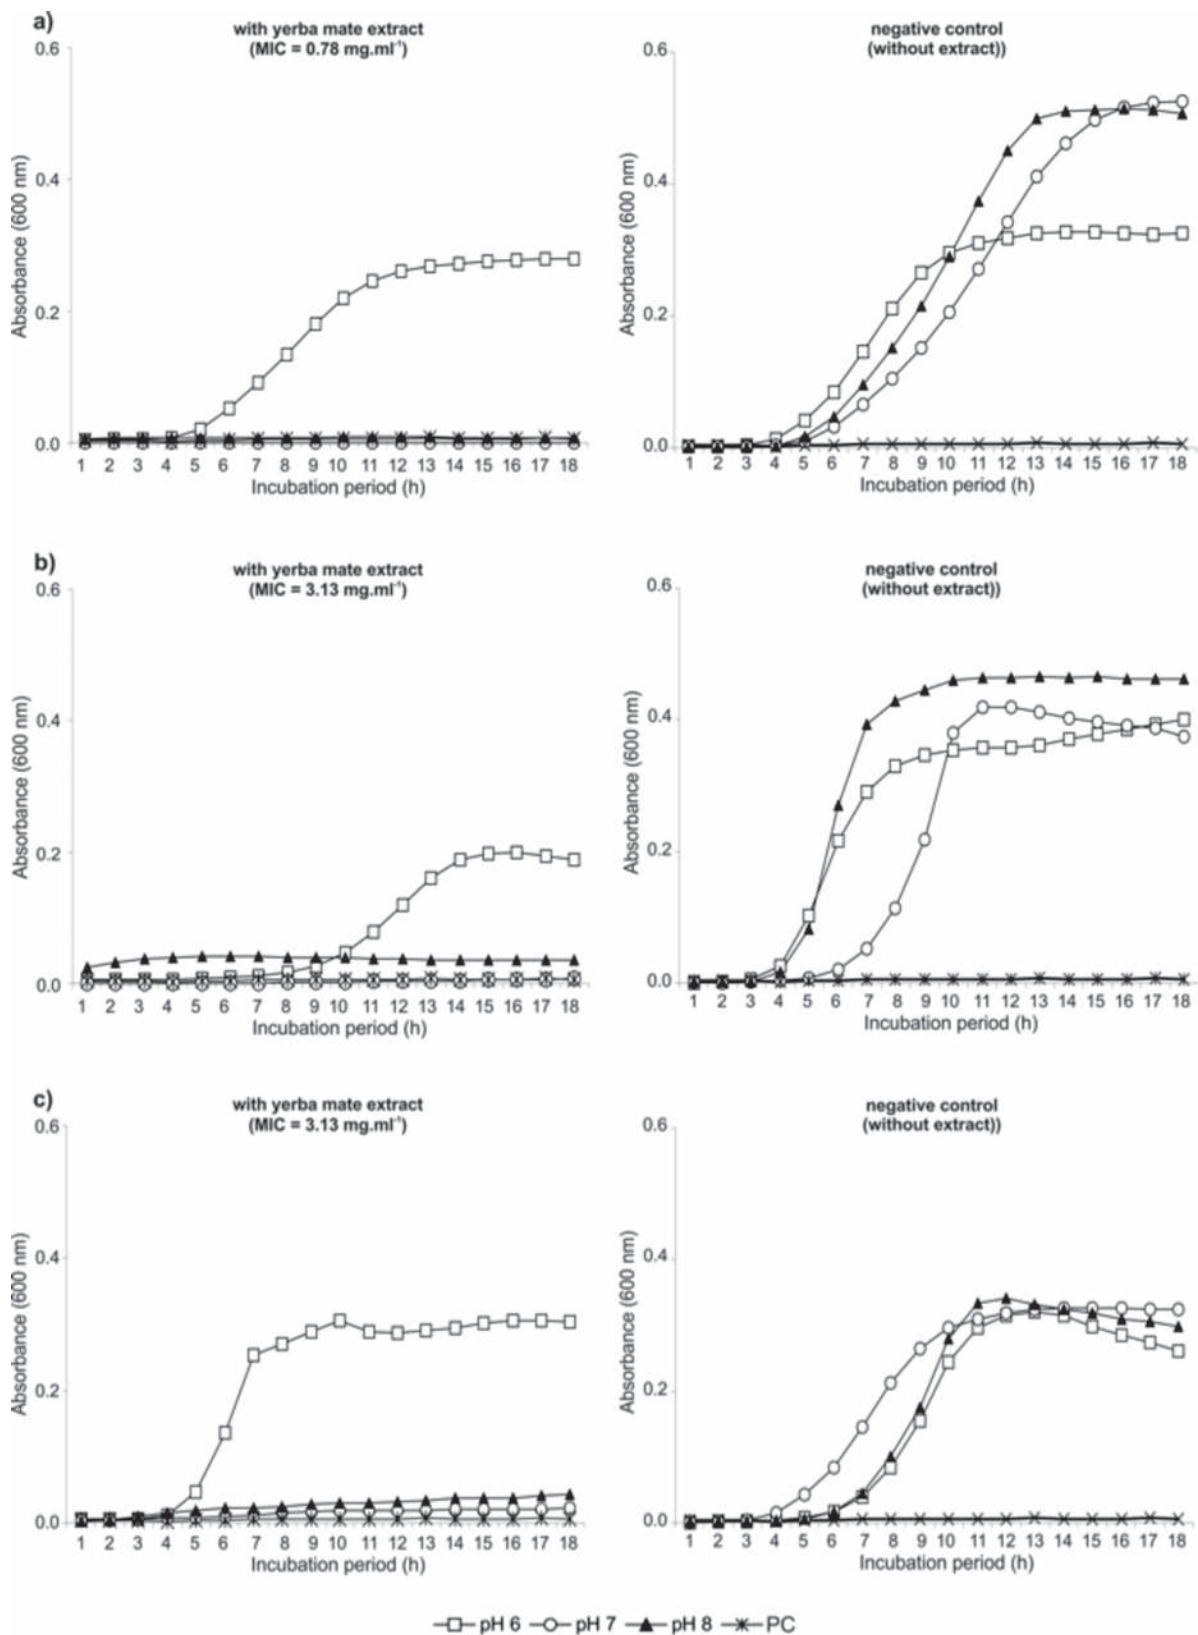 a)
with yerba mate extract
(MIC = 0.78 mg.ml⁻¹)
0.6
0.4
0.2
0.0
Absorbance (600 nm)
1 2 3 4 5 6 7 8 9 10 11 12 13 14 15 16 17 18
Incubation period (h)
negative control
(without extract))
0.6
0.4
0.2
0.0
Absorbance (600 nm)
1 2 3 4 5 6 7 8 9 10 11 12 13 14 15 16 17 18
Incubation period (h)
b)
with yerba mate extract
(MIC = 3.13 mg.ml⁻¹)
0.6
0.4
0.2
0.0
Absorbance (600 nm)
1 2 3 4 5 6 7 8 9 10 11 12 13 14 15 16 17 18
Incubation period (h)
negative control
(without extract))
0.6
0.4
0.2
0.0
Absorbance (600 nm)
1 2 3 4 5 6 7 8 9 10 11 12 13 14 15 16 17 18
Incubation period (h)
c)
with yerba mate extract
(MIC = 3.13 mg.ml⁻¹)
0.6
0.4
0.2
0.0
Absorbance (600 nm)
1 2 3 4 5 6 7 8 9 10 11 12 13 14 15 16 17 18
Incubation period (h)
negative control
(without extract))
0.6
0.4
0.2
0.0
Absorbance (600 nm)
1 2 3 4 5 6 7 8 9 10 11 12 13 14 15 16 17 18
Incubation period (h)
pH 6 pH 7 pH 8 PC